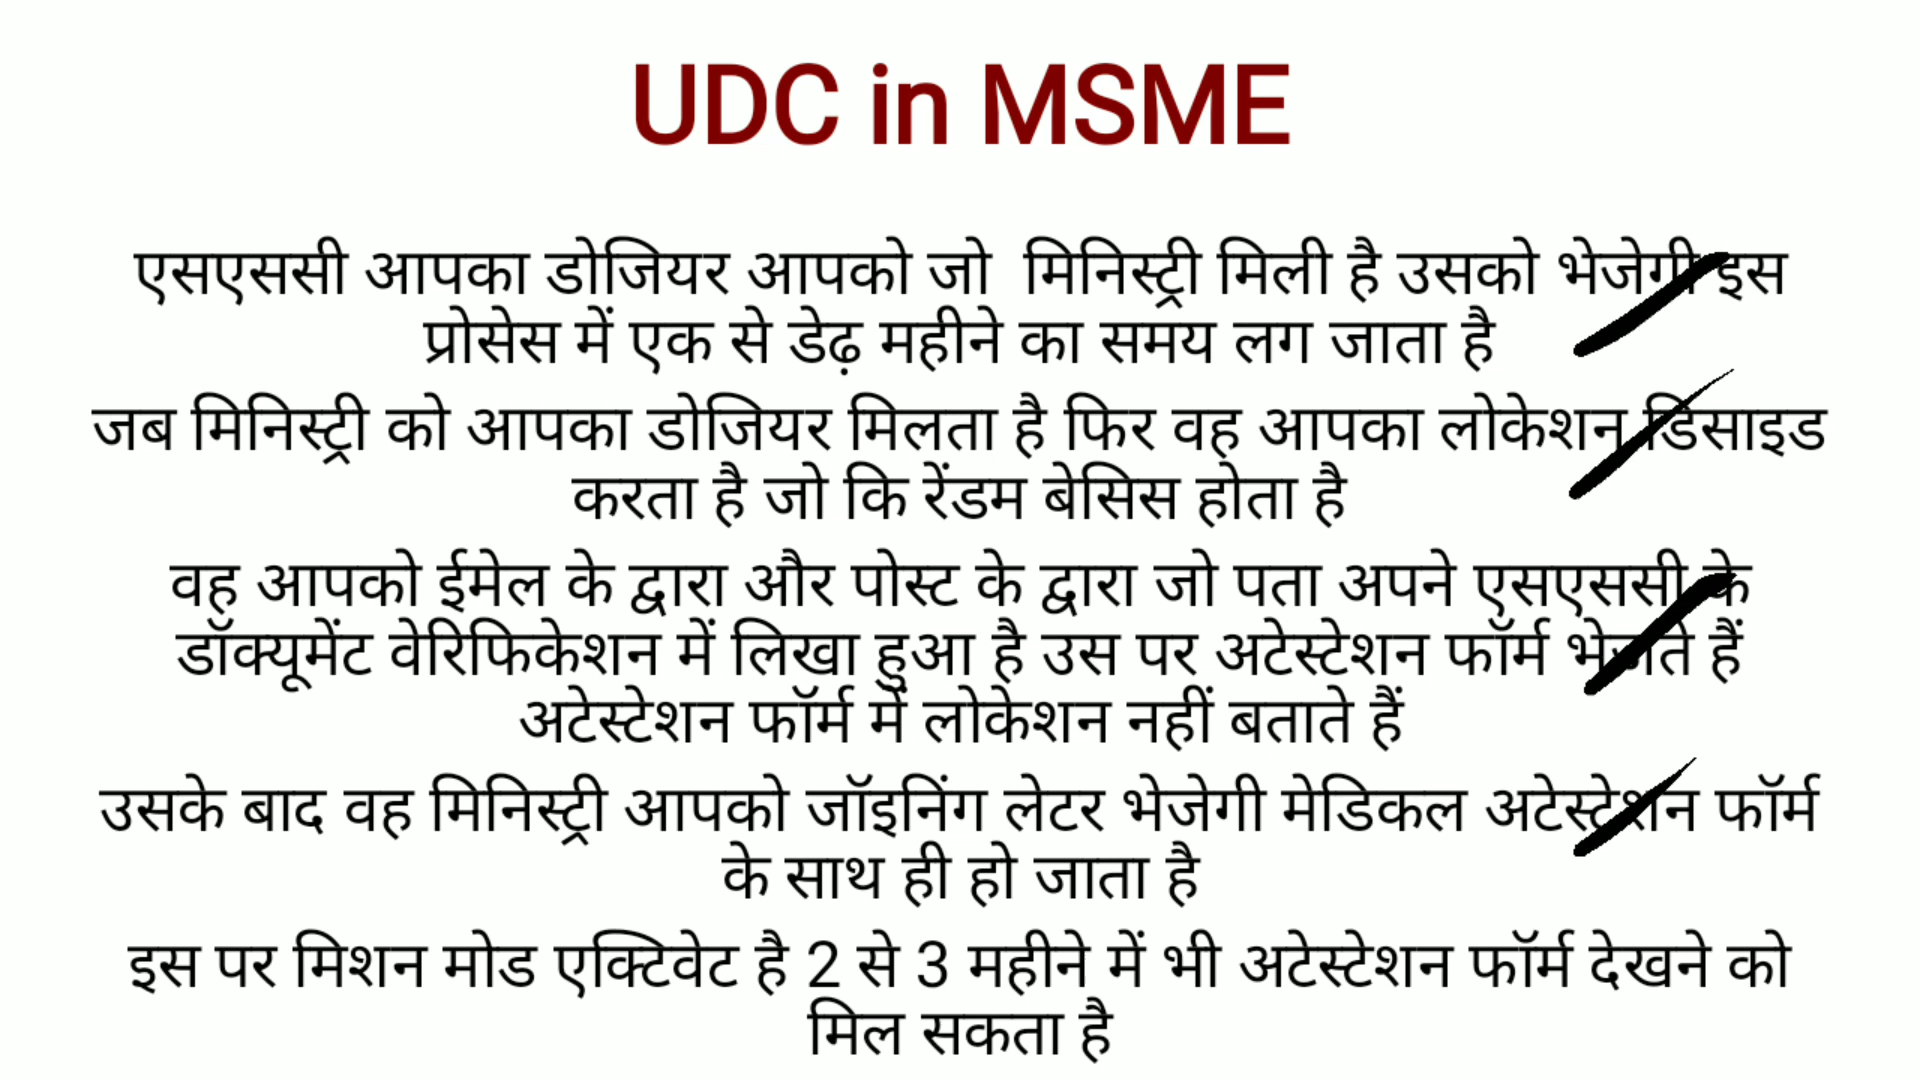 UDC in MSME
एसएससी आपका डोजियर आपको जो मिनिस्ट्री मिली है उसको भेजेगी इस
प्रोसेस में एक से डेढ़ महीने का समय लग जाता है
जब मिनिस्ट्री को आपका डोजियर मिलता है फिर वह आपका लोकेशन डिसाइड
करता है जो कि रेंडम बेसिस होता है
वह आपको ईमेल के द्वारा और पोस्ट के द्वारा जो पता अपने एसएससी के
डॉक्यूमेंट वेरिफिकेशन में लिखा हुआ है उस पर अटेस्टेशन फॉर्म भेजते हैं
अटेस्टेशन फॉर्म में लोकेशन नहीं बताते हैं
उसके बाद वह मिनिस्ट्री आपको जॉइनिंग लेटर भेजेगी मेडिकल अटेस्टेशन फॉर्म
के साथ ही हो जाता है
इस पर मिशन मोड एक्टिवेट है 2 से 3 महीने में भी अटेस्टेशन फॉर्म देखने को
मिल सकता है